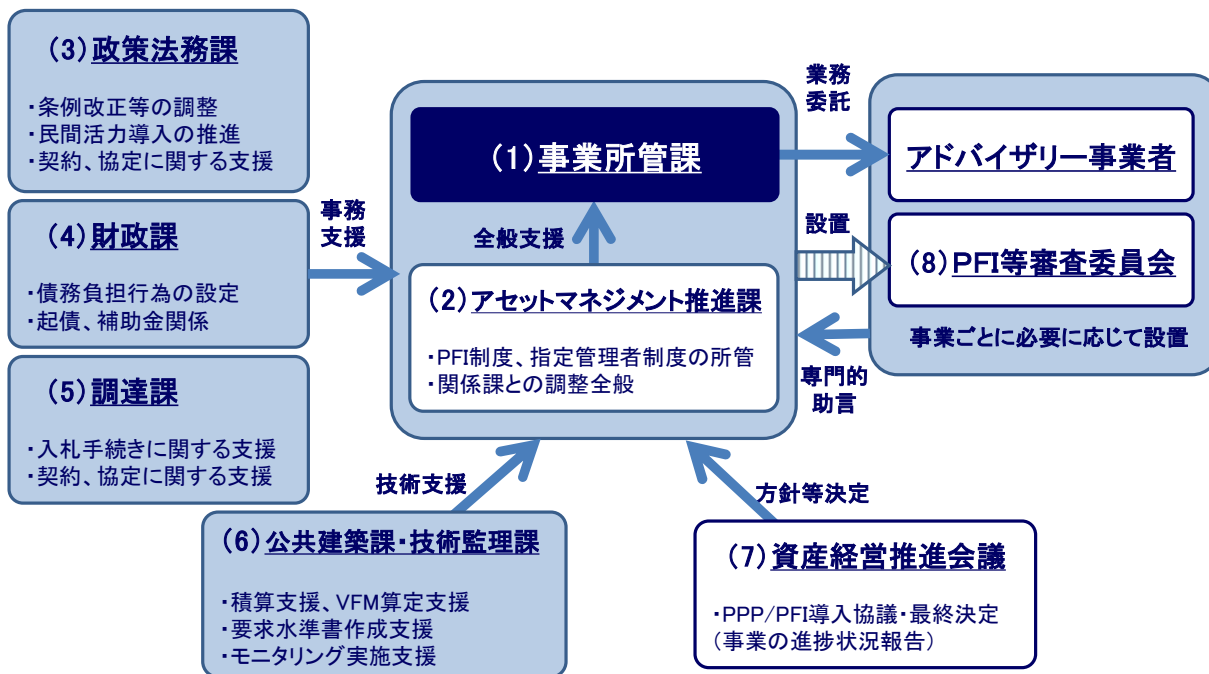 (3)政策法務課
・条例改正等の調整
・民間活力導入の推進
・契約、協定に関する支援
(4)財政課
・債務負担行為の設定
・起債、補助金関係
(5)調達課
・入札手続きに関する支援
・契約、協定に関する支援
事務
支援
(1)事業所管課
全般支援
(2)アセットマネジメント推進課
・PFI制度、指定管理者制度の所管
・関係課との調整全般
業務
委託
設置
専門的
助言
アドバイザリー事業者
(8)PFI等審査委員会
事業ごとに必要に応じて設置
技術支援
(6)公共建築課・技術監理課
・積算支援、VFM算定支援
・要求水準書作成支援
・モニタリング実施支援
方針等決定
(7)資産経営推進会議
・PPP/PFI導入協議・最終決定
(事業の進捗状況報告)